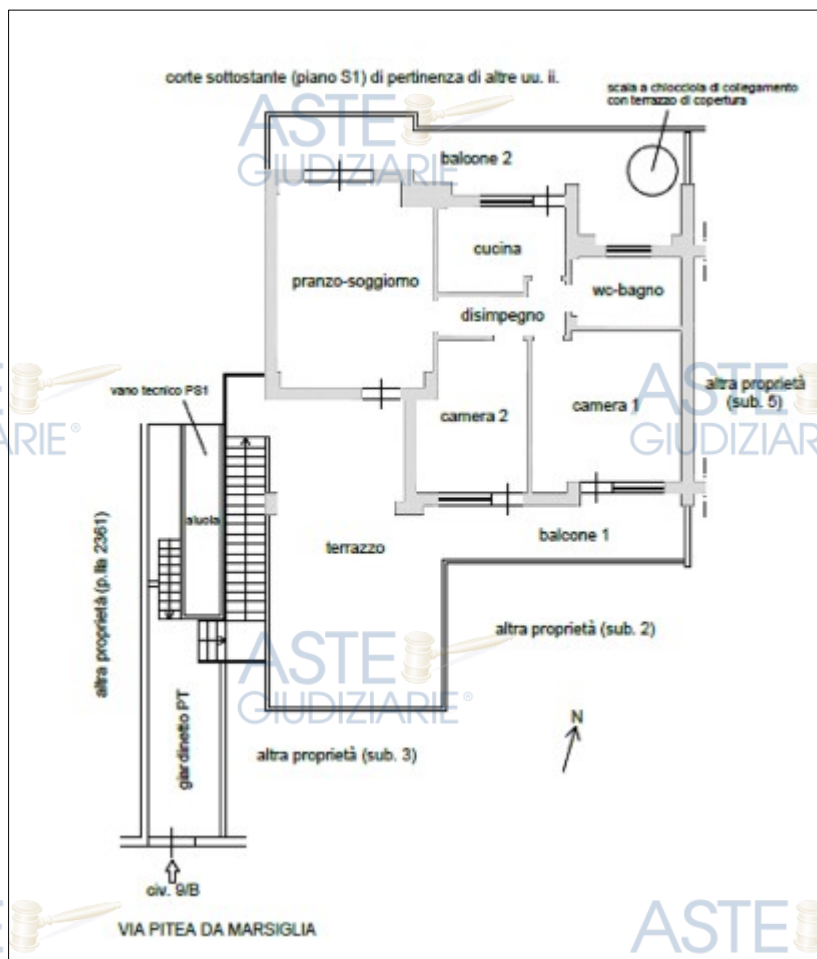 corte sottostante (piano S1) di pertinenza di altre uu. ii.
scala a chiocciola di collegamento
con terrazzo di copertura
ASTE
GIUDIZIARIE
balcone 2
cucina
pranzo-soggiorno
wc-bagno
disimpegno
vano tecnico PS1
ASTE
GIUDIZIARIE
altra proprietà
(sub. 5)
camera 2
camera 1
ARIE®
aiuola
terrazzo
balcone 1
altra proprietà (p.lla 2361)
altra proprietà (sub. 2)
ASTE
GIUDIZIARIE®
giardinetto PT
N
altra proprietà (sub. 3)
civ. 9/B
ASTE
VIA PITEA DA MARSIGLIA